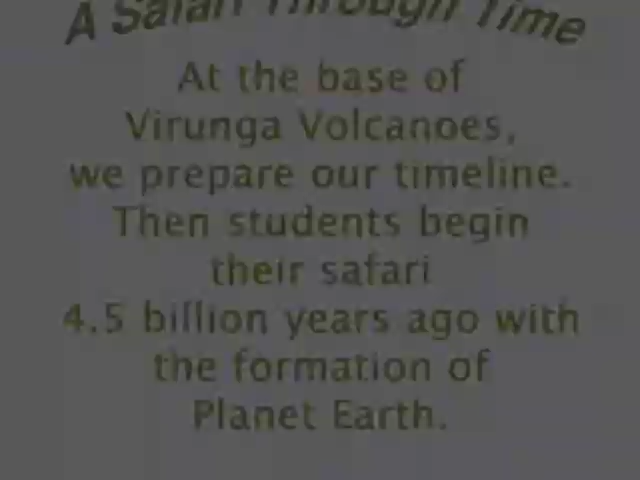 A Safari Through Time
At the base of
Virunga Volcanoes,
we prepare our timeline.
Then students begin
their safari
4.5 billion years ago with
the formation of
Planet Earth.